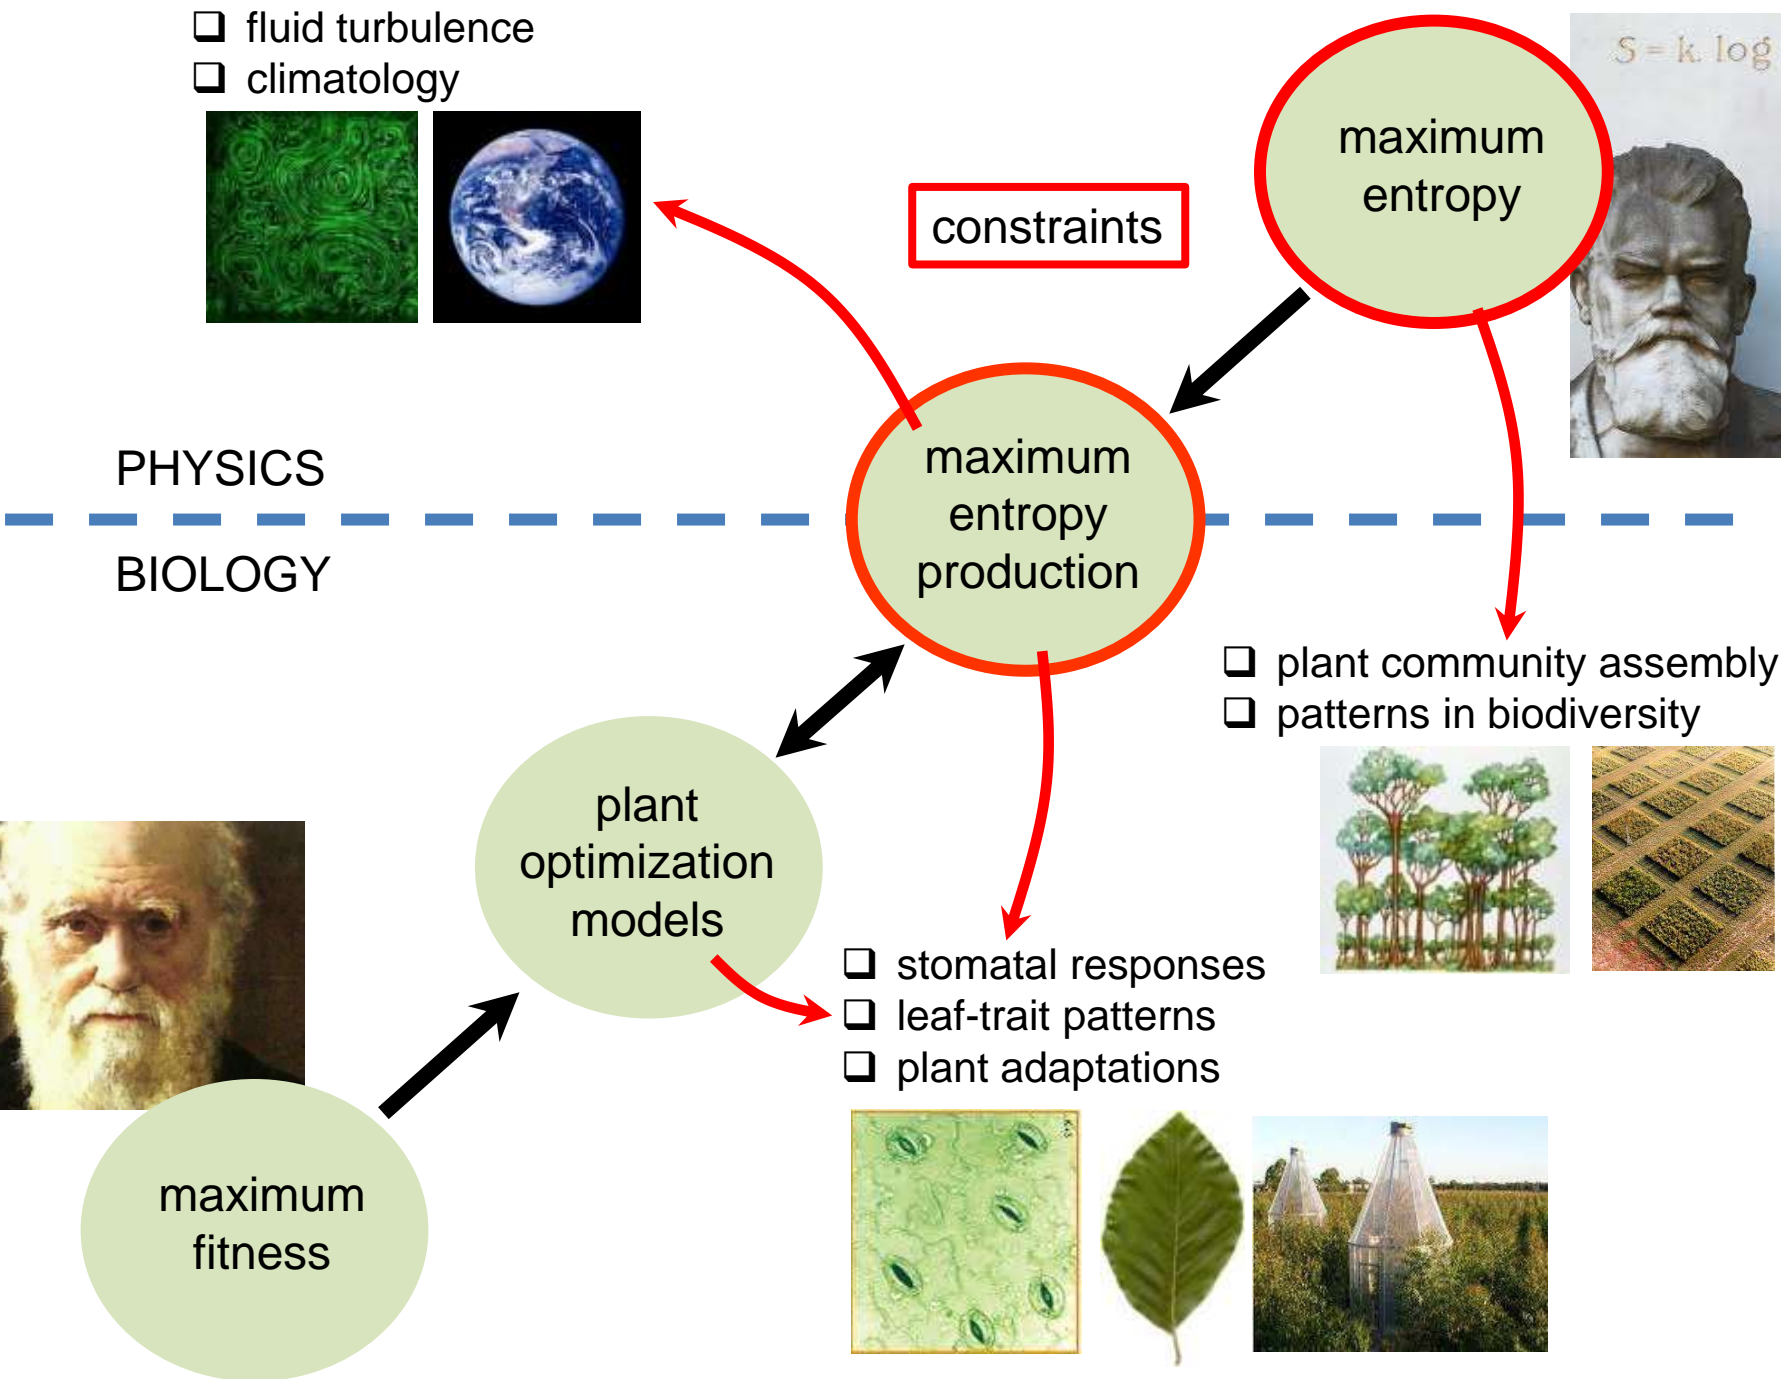 fluid turbulence
climatology
S = k. log
maximum
entropy
constraints
maximum
entropy
production
PHYSICS
BIOLOGY
plant community assembly
patterns in biodiversity
plant
optimization
models
stomatal responses
leaf-trait patterns
plant adaptations
maximum
fitness